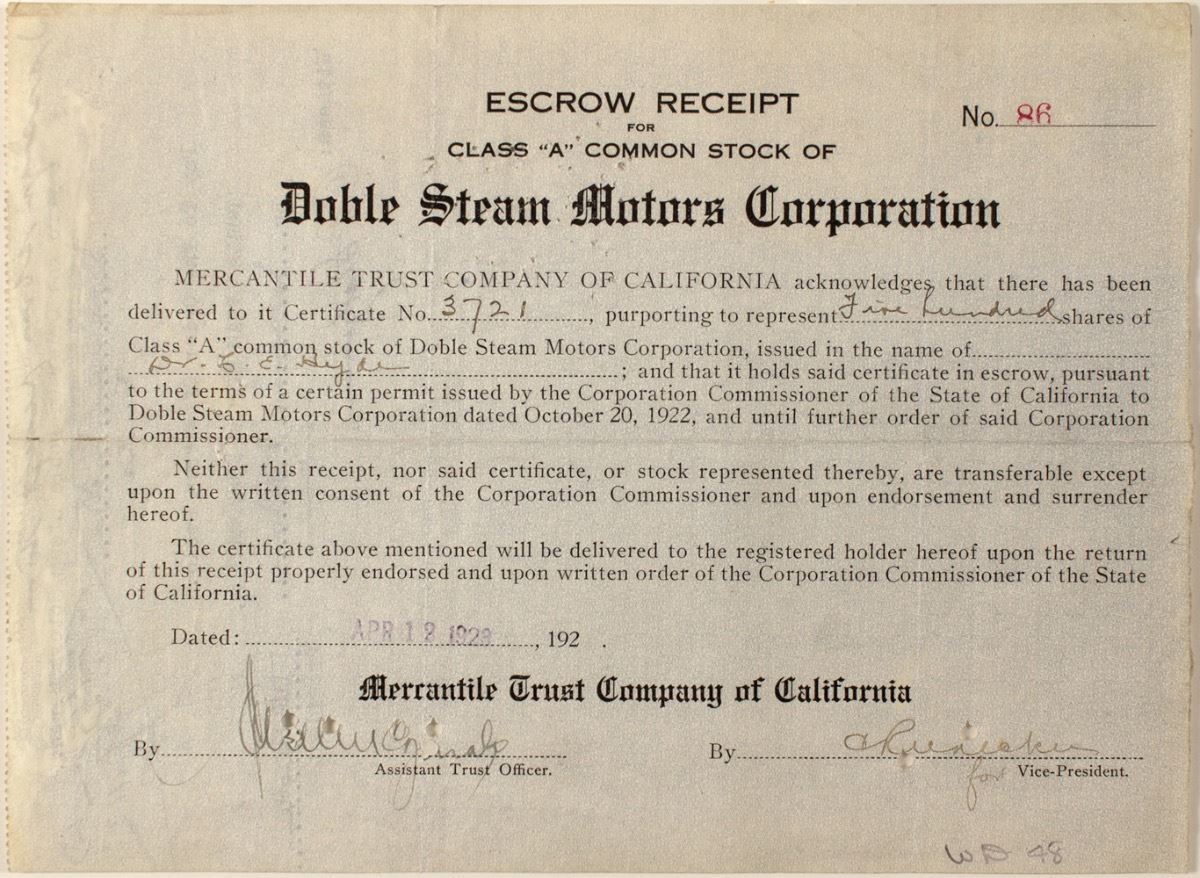 ESCROW RECEIPT
No. 86
FOR
CLASS "A" COMMON STOCK OF
Doble Steam Motors Corporation
MERCANTILE TRUST COMPANY OF CALIFORNIA acknowledges that there has been
delivered to it Certificate No. 3721, purporting to represent Five hundred shares of
Class "A" common stock of Doble Steam Motors Corporation, issued in the name of
Dr. E. Hyde; and that it holds said certificate in escrow, pursuant
to the terms of a certain permit issued by the Corporation Commissioner of the State of California to
Doble Steam Motors Corporation dated October 20, 1922, and until further order of said Corporation
Commissioner.
Neither this receipt, nor said certificate, or stock represented thereby, are transferable except
upon the written consent of the Corporation Commissioner and upon endorsement and surrender
hereof.
The certificate above mentioned will be delivered to the registered holder hereof upon the return
of this receipt properly endorsed and upon written order of the Corporation Commissioner of the State
of California.
Dated: APR 1923, 192 .
Mercantile Trust Company of California
By
By
Assistant Trust Officer.
for Vice-President.
WD 48